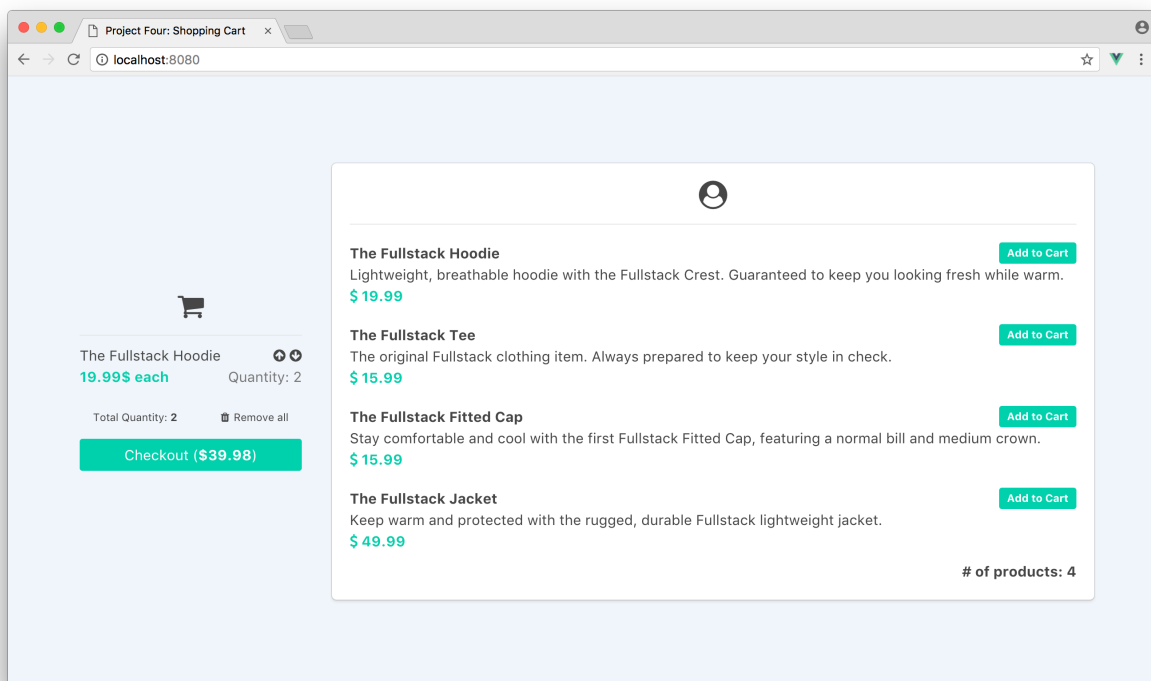 Project Four: Shopping Cart
localhost:8080
The Fullstack Hoodie
19.99$ each Quantity: 2
Total Quantity: 2 Remove all
Checkout ($39.98)
The Fullstack Hoodie Add to Cart
Lightweight, breathable hoodie with the Fullstack Crest. Guaranteed to keep you looking fresh while warm.
$ 19.99
The Fullstack Tee Add to Cart
The original Fullstack clothing item. Always prepared to keep your style in check.
$ 15.99
The Fullstack Fitted Cap Add to Cart
Stay comfortable and cool with the first Fullstack Fitted Cap, featuring a normal bill and medium crown.
$ 15.99
The Fullstack Jacket Add to Cart
Keep warm and protected with the rugged, durable Fullstack lightweight jacket.
$ 49.99
# of products: 4